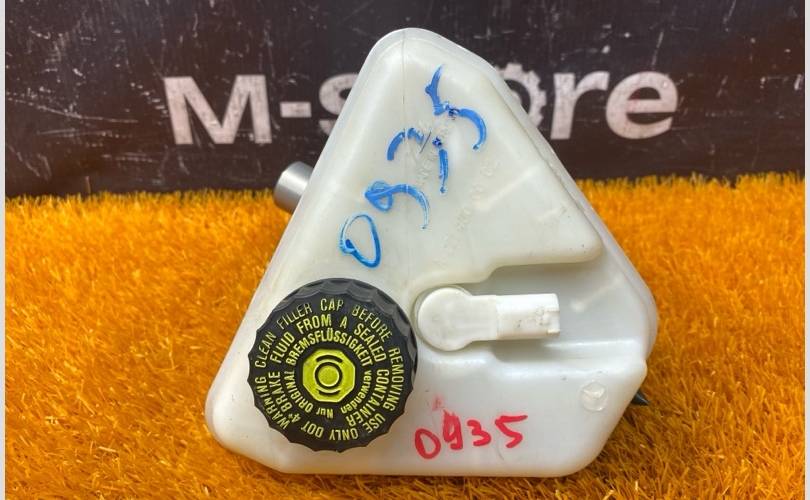 M-store
0935
WARNING CLEAN FILLER CAP BEFORE REMOVING USE ONLY DOT 4+ BRAKE FLUID FROM A SEALED CONTAINER
Nur ORIGINAL BREMSFLÜSSIGKEIT verwenden
0935